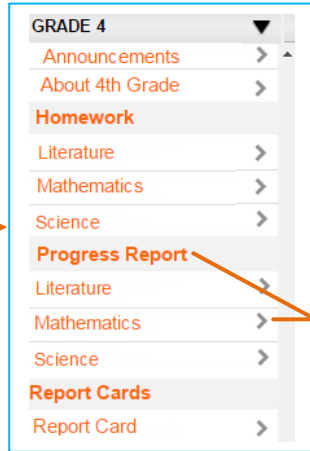 GRADE 4
Announcements
About 4th Grade
Homework
Literature
Mathematics
Science
Progress Report
Literature
Mathematics
Science
Report Cards
Report Card